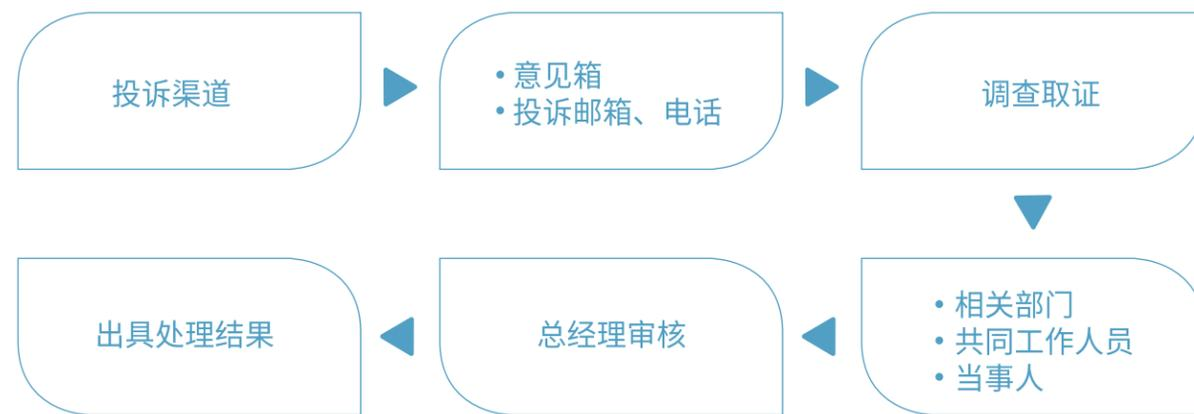 投诉渠道
• 意见箱
• 投诉邮箱、电话
调查取证
• 相关部门
• 共同工作人员
• 当事人
总经理审核
出具处理结果